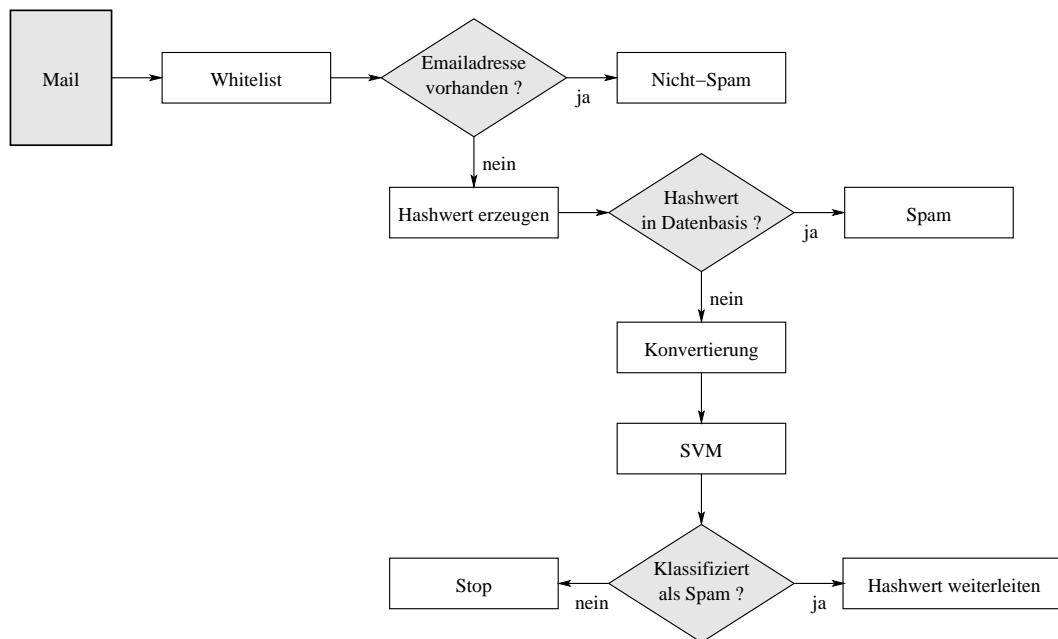 Mail
Whitelist
Emailadresse
vorhanden ?
ja
Nicht−Spam
nein
Hashwert erzeugen
Hashwert
in Datenbasis ?
ja
Spam
nein
Konvertierung
SVM
Klassifiziert
als Spam ?
nein
Stop
ja
Hashwert weiterleiten